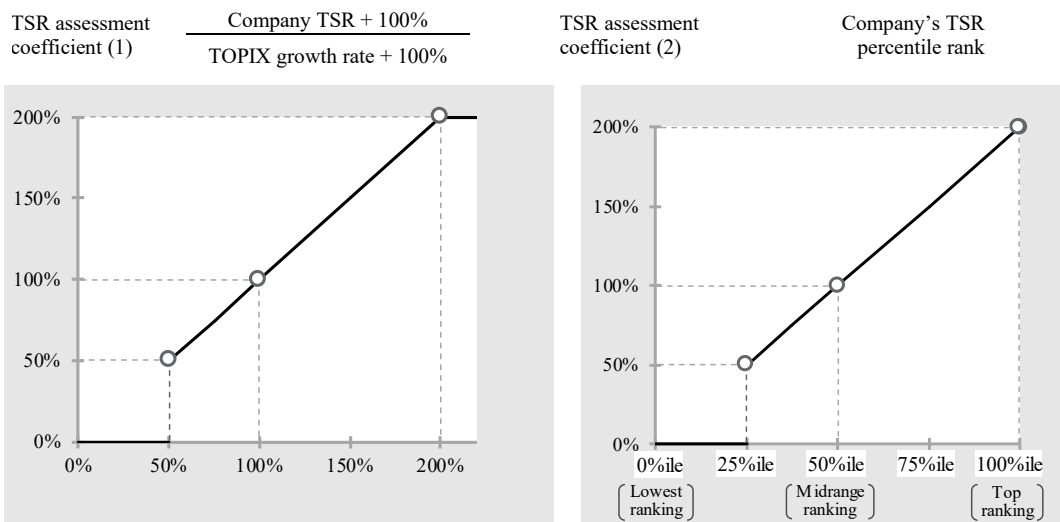 TSR assessment
coefficient (1)
Company TSR + 100%
TOPIX growth rate + 100%
200%
150%
100%
50%
0%
0%
50%
100%
150%
200%
TSR assessment
coefficient (2)
Company’s TSR
percentile rank
200%
150%
100%
50%
0%
0%ile
25%ile
50%ile
75%ile
100%ile
Lowest
ranking
Midrange
ranking
Top
ranking